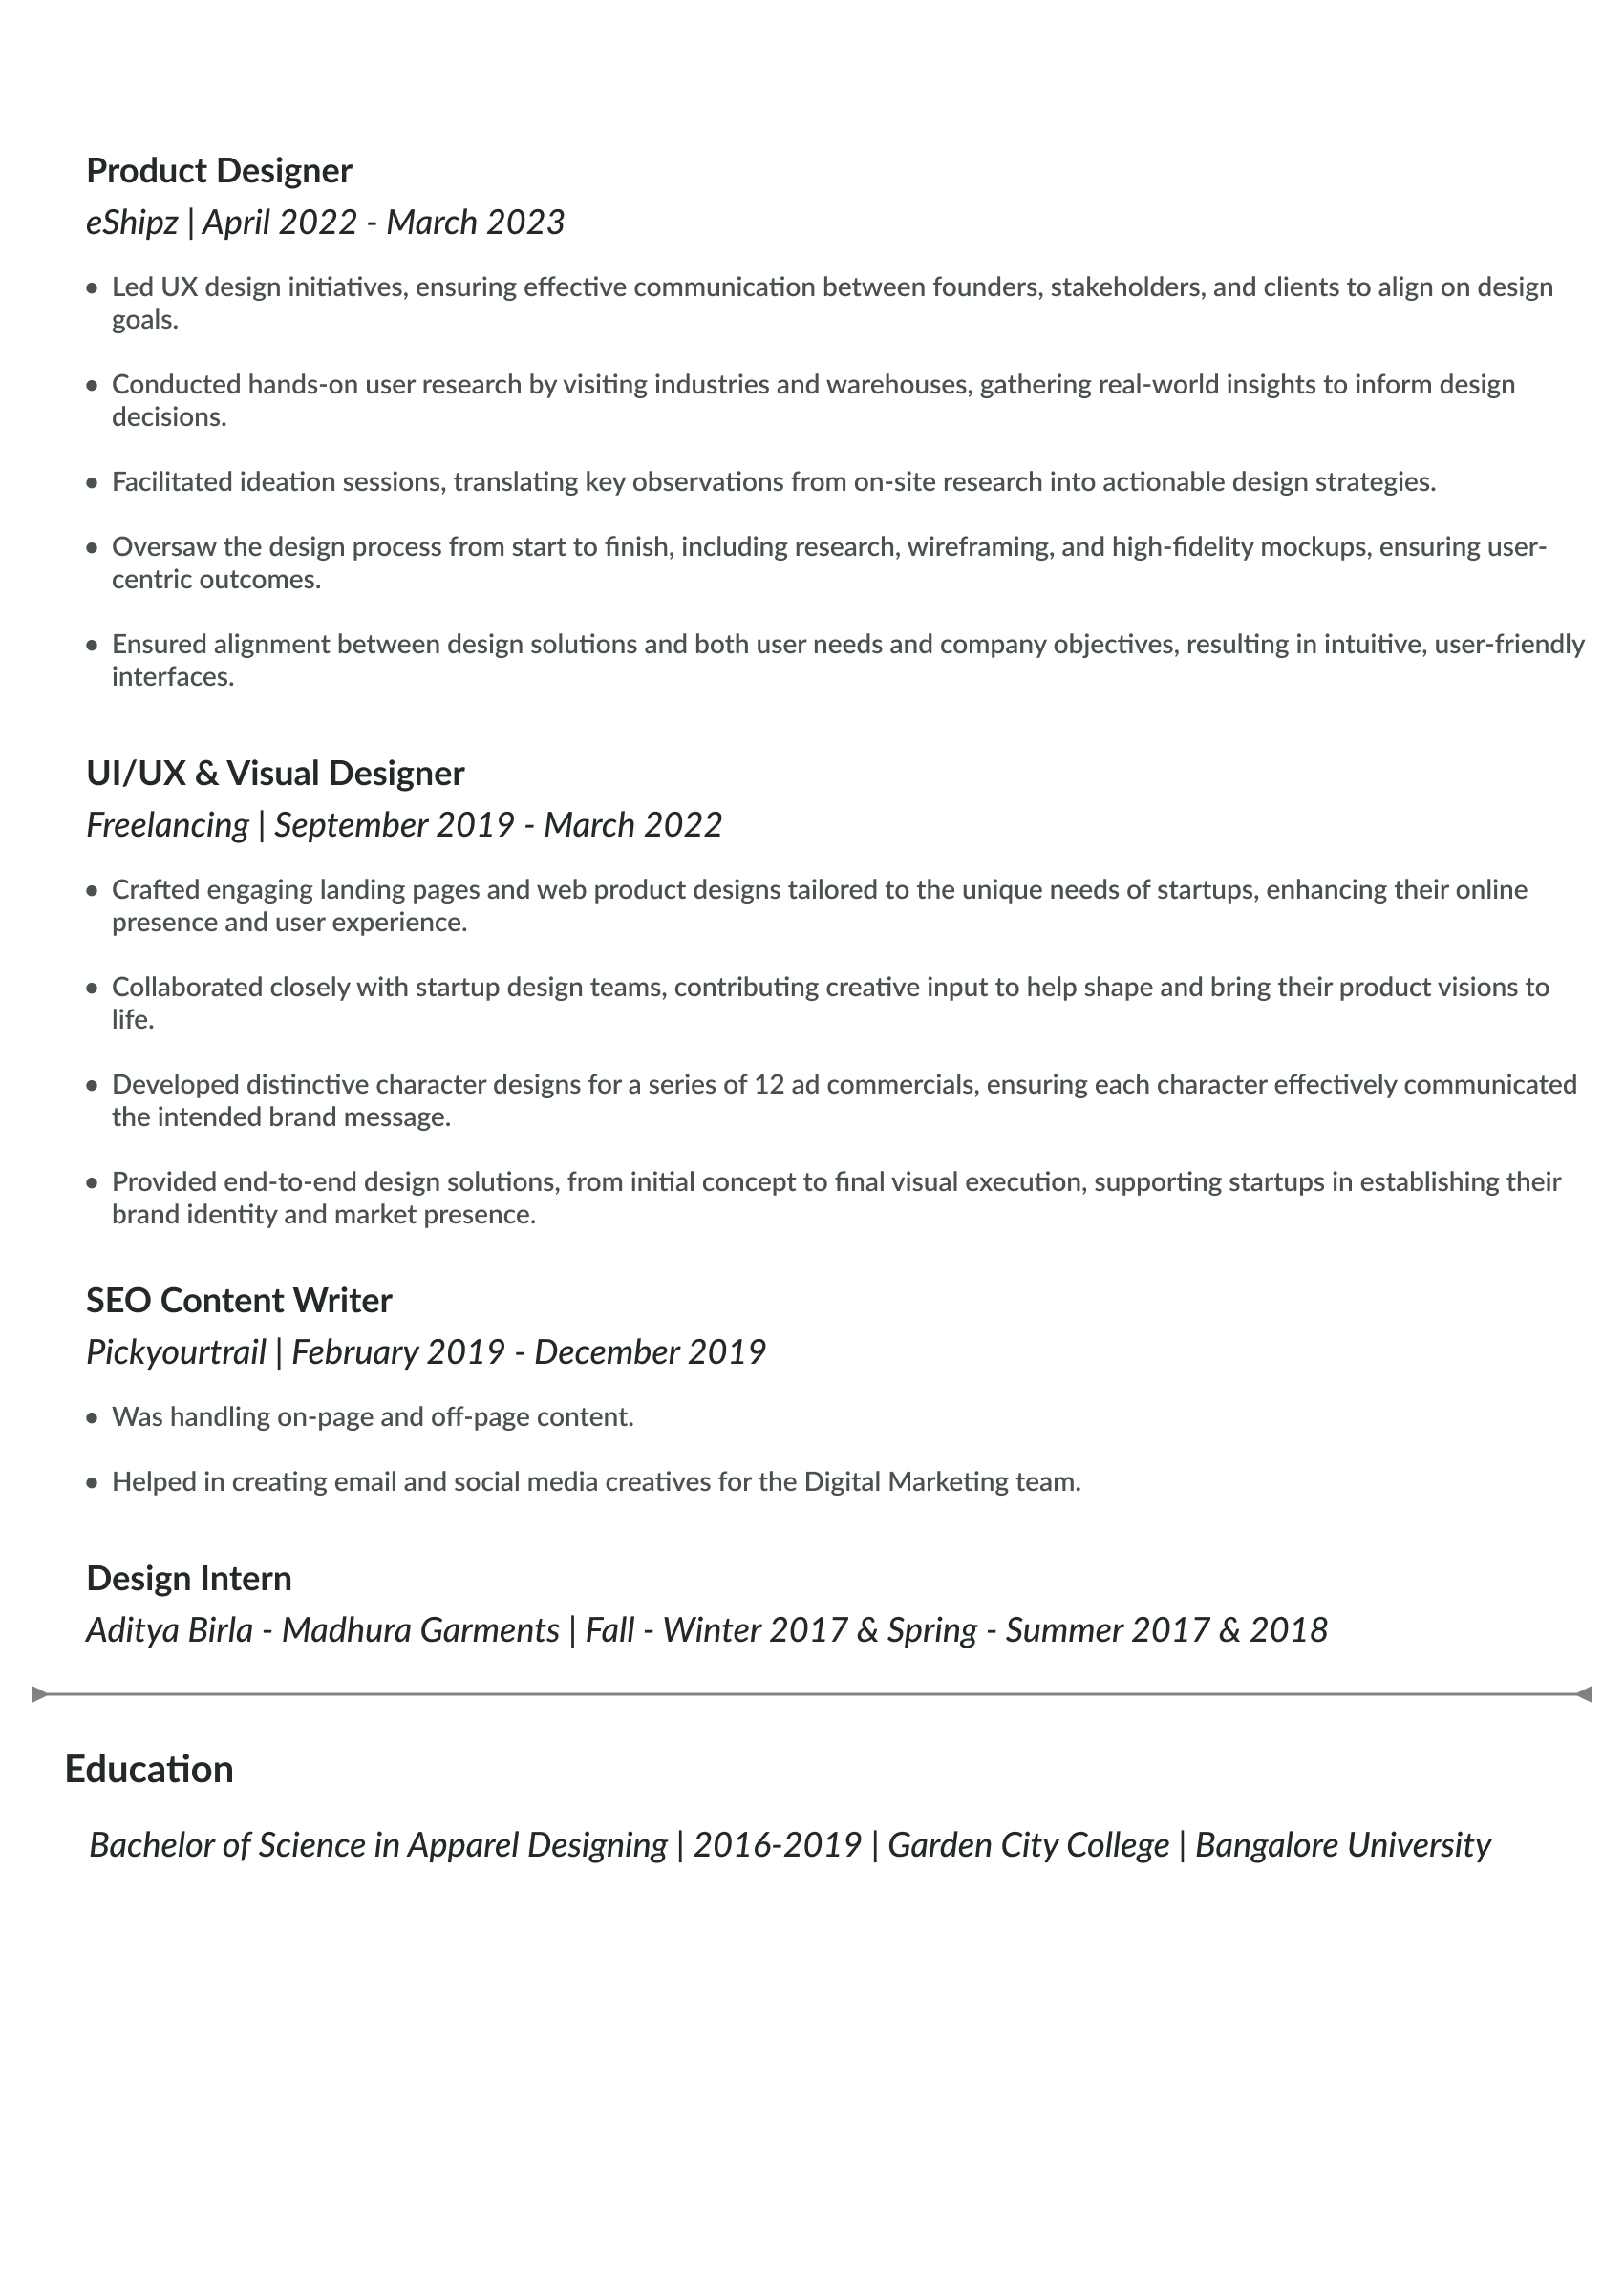 Product Designer
eShipz | April 2022 - March 2023
• Led UX design initiatives, ensuring effective communication between founders, stakeholders, and clients to align on design
goals.
• Conducted hands-on user research by visiting industries and warehouses, gathering real-world insights to inform design
decisions.
• Facilitated ideation sessions, translating key observations from on-site research into actionable design strategies.
• Oversaw the design process from start to finish, including research, wireframing, and high-fidelity mockups, ensuring user-
centric outcomes.
• Ensured alignment between design solutions and both user needs and company objectives, resulting in intuitive, user-friendly
interfaces.
UI/UX & Visual Designer
Freelancing | September 2019 - March 2022
• Crafted engaging landing pages and web product designs tailored to the unique needs of startups, enhancing their online
presence and user experience.
• Collaborated closely with startup design teams, contributing creative input to help shape and bring their product visions to
life.
• Developed distinctive character designs for a series of 12 ad commercials, ensuring each character effectively communicated
the intended brand message.
• Provided end-to-end design solutions, from initial concept to final visual execution, supporting startups in establishing their
brand identity and market presence.
SEO Content Writer
Pickyourtrail | February 2019 - December 2019
• Was handling on-page and off-page content.
• Helped in creating email and social media creatives for the Digital Marketing team.
Design Intern
Aditya Birla - Madhura Garments | Fall - Winter 2017 & Spring - Summer 2017 & 2018
Education
Bachelor of Science in Apparel Designing | 2016-2019 | Garden City College | Bangalore University